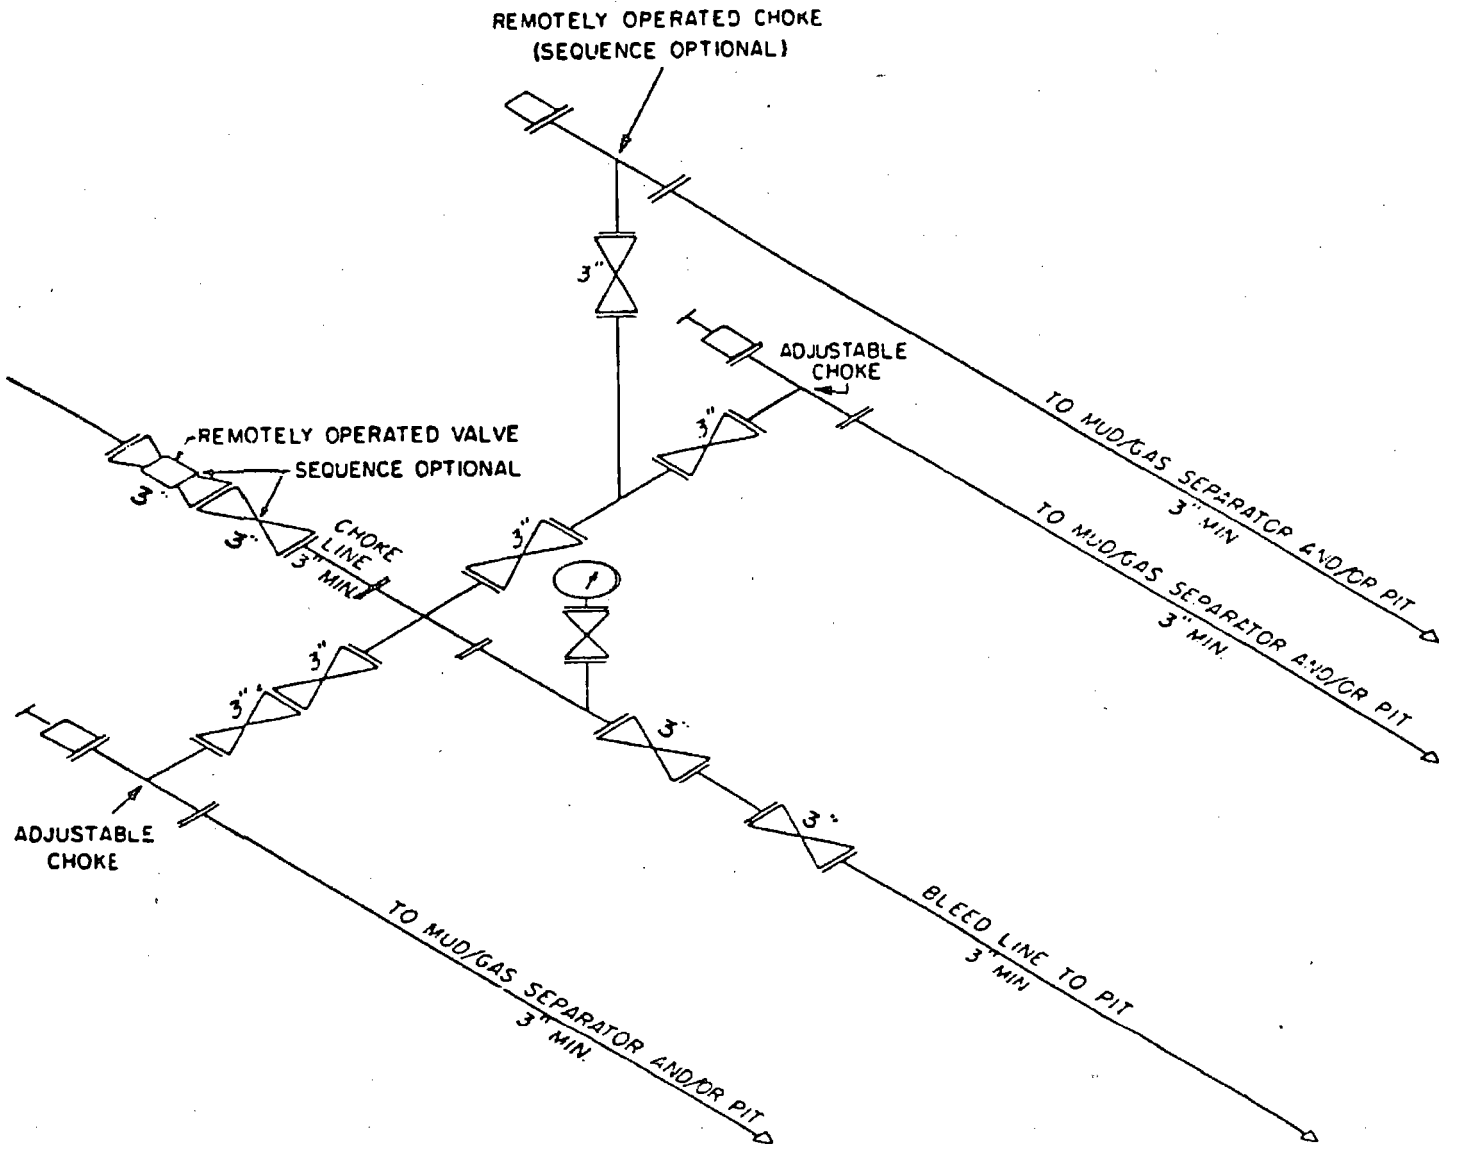 REMOTELY OPERATED CHOKE
(SEQUENCE OPTIONAL)
3"
ADJUSTABLE
CHOKE
3"
TO MUD/GAS SEPARATOR AND/OR PIT
3" MIN
REMOTELY OPERATED VALVE
SEQUENCE OPTIONAL
3"
3"
CHOKE
LINE
3" MIN.
3"
TO MUD/GAS SEPARATOR AND/OR PIT
3" MIN.
3"
3"
3"
3"
ADJUSTABLE
CHOKE
BLEED LINE TO PIT
3" MIN
TO MUD/GAS SEPARATOR AND/OR PIT
3" MIN.